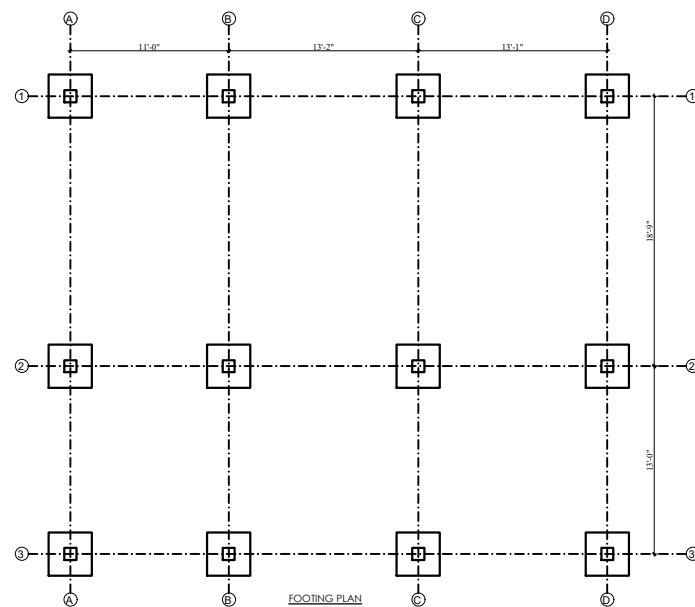 A B C D
11'-0" 13'-2" 13'-1"
1 1
18'-9"
2 2
13'-0"
3 3
A B C D
FOOTING PLAN